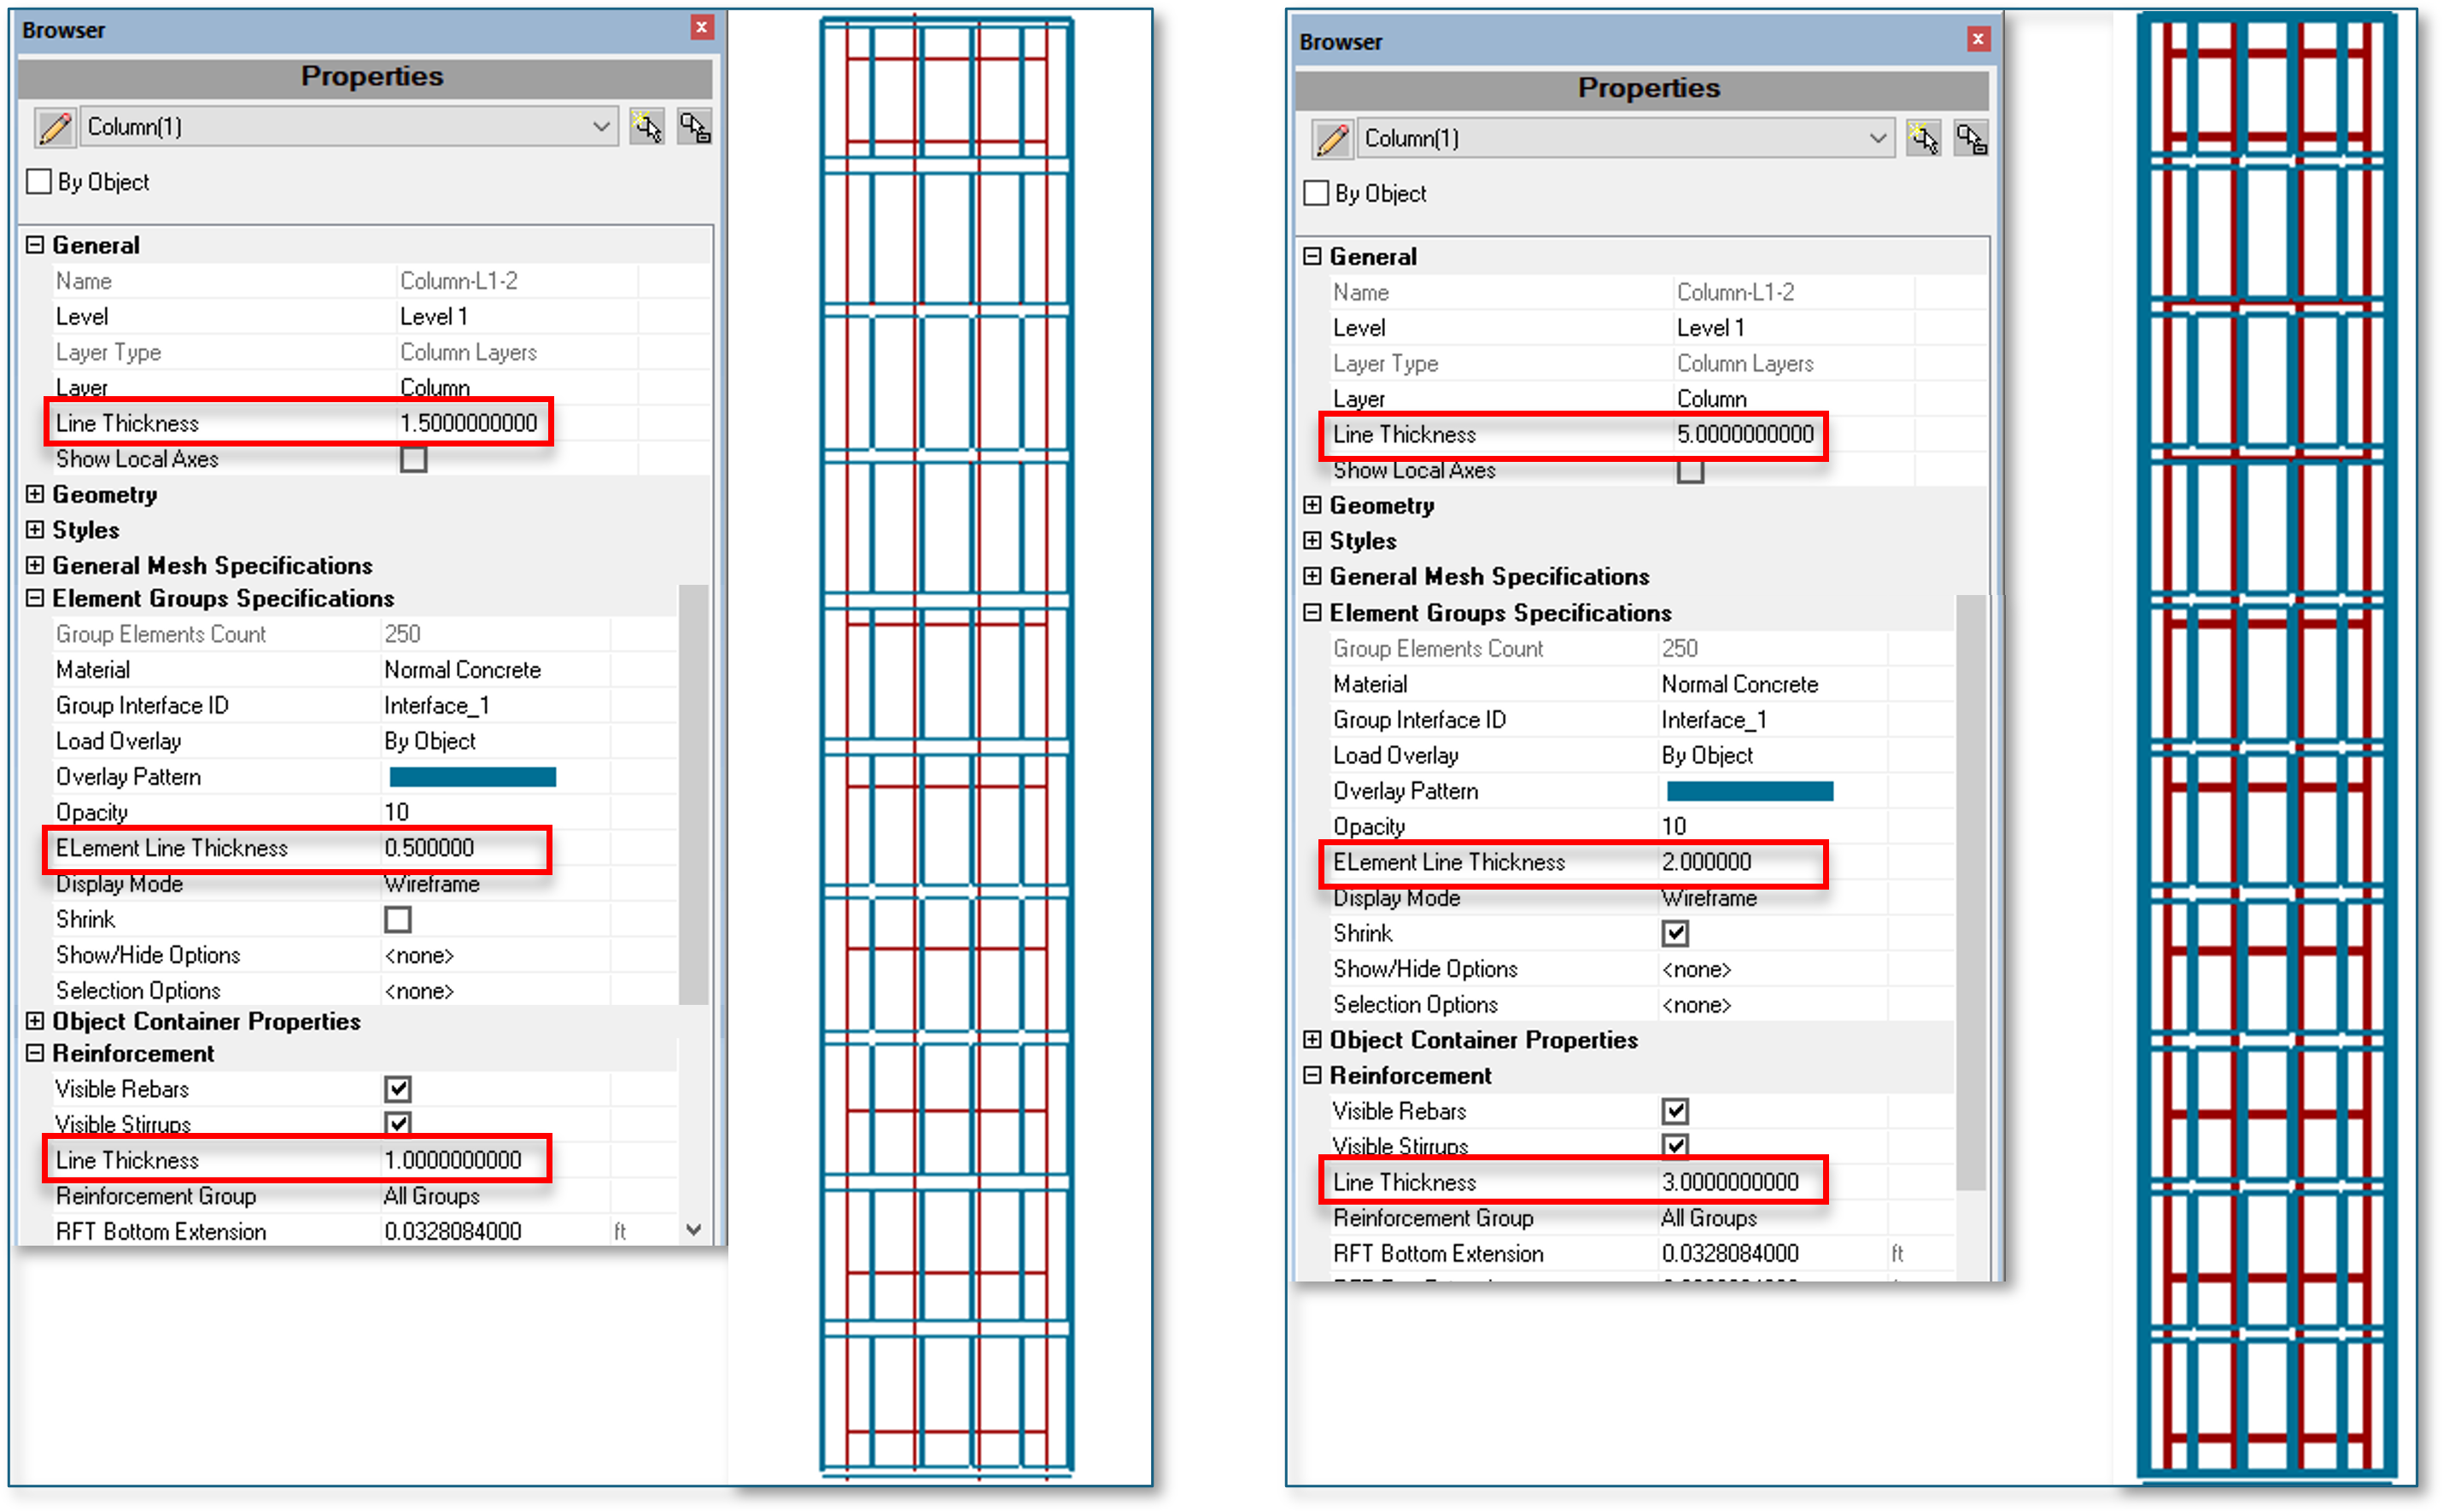 Browser
Properties
Column(1)
By Object
General
Name Column-L1-2
Level Level 1
Layer Type Column Layers
Layer Column
Line Thickness 1.5000000000
Show Local Axes
Geometry
Styles
General Mesh Specifications
Element Groups Specifications
Group Elements Count 250
Material Normal Concrete
Group Interface ID Interface_1
Load Overlay By Object
Overlay Pattern
Opacity 10
ELement Line Thickness 0.500000
Display Mode Wireframe
Shrink
Show/Hide Options <none>
Selection Options <none>
Object Container Properties
Reinforcement
Visible Rebars
Visible Stirrups
Line Thickness 1.0000000000
Reinforcement Group All Groups
RFT Bottom Extension 0.0328084000 ft
Browser
Properties
Column(1)
By Object
General
Name Column-L1-2
Level Level 1
Layer Type Column Layers
Layer Column
Line Thickness 5.0000000000
Show Local Axes
Geometry
Styles
General Mesh Specifications
Element Groups Specifications
Group Elements Count 250
Material Normal Concrete
Group Interface ID Interface_1
Load Overlay By Object
Overlay Pattern
Opacity 10
ELement Line Thickness 2.000000
Display Mode Wireframe
Shrink
Show/Hide Options <none>
Selection Options <none>
Object Container Properties
Reinforcement
Visible Rebars
Visible Stirrups
Line Thickness 3.0000000000
Reinforcement Group All Groups
RFT Bottom Extension 0.0328084000 ft